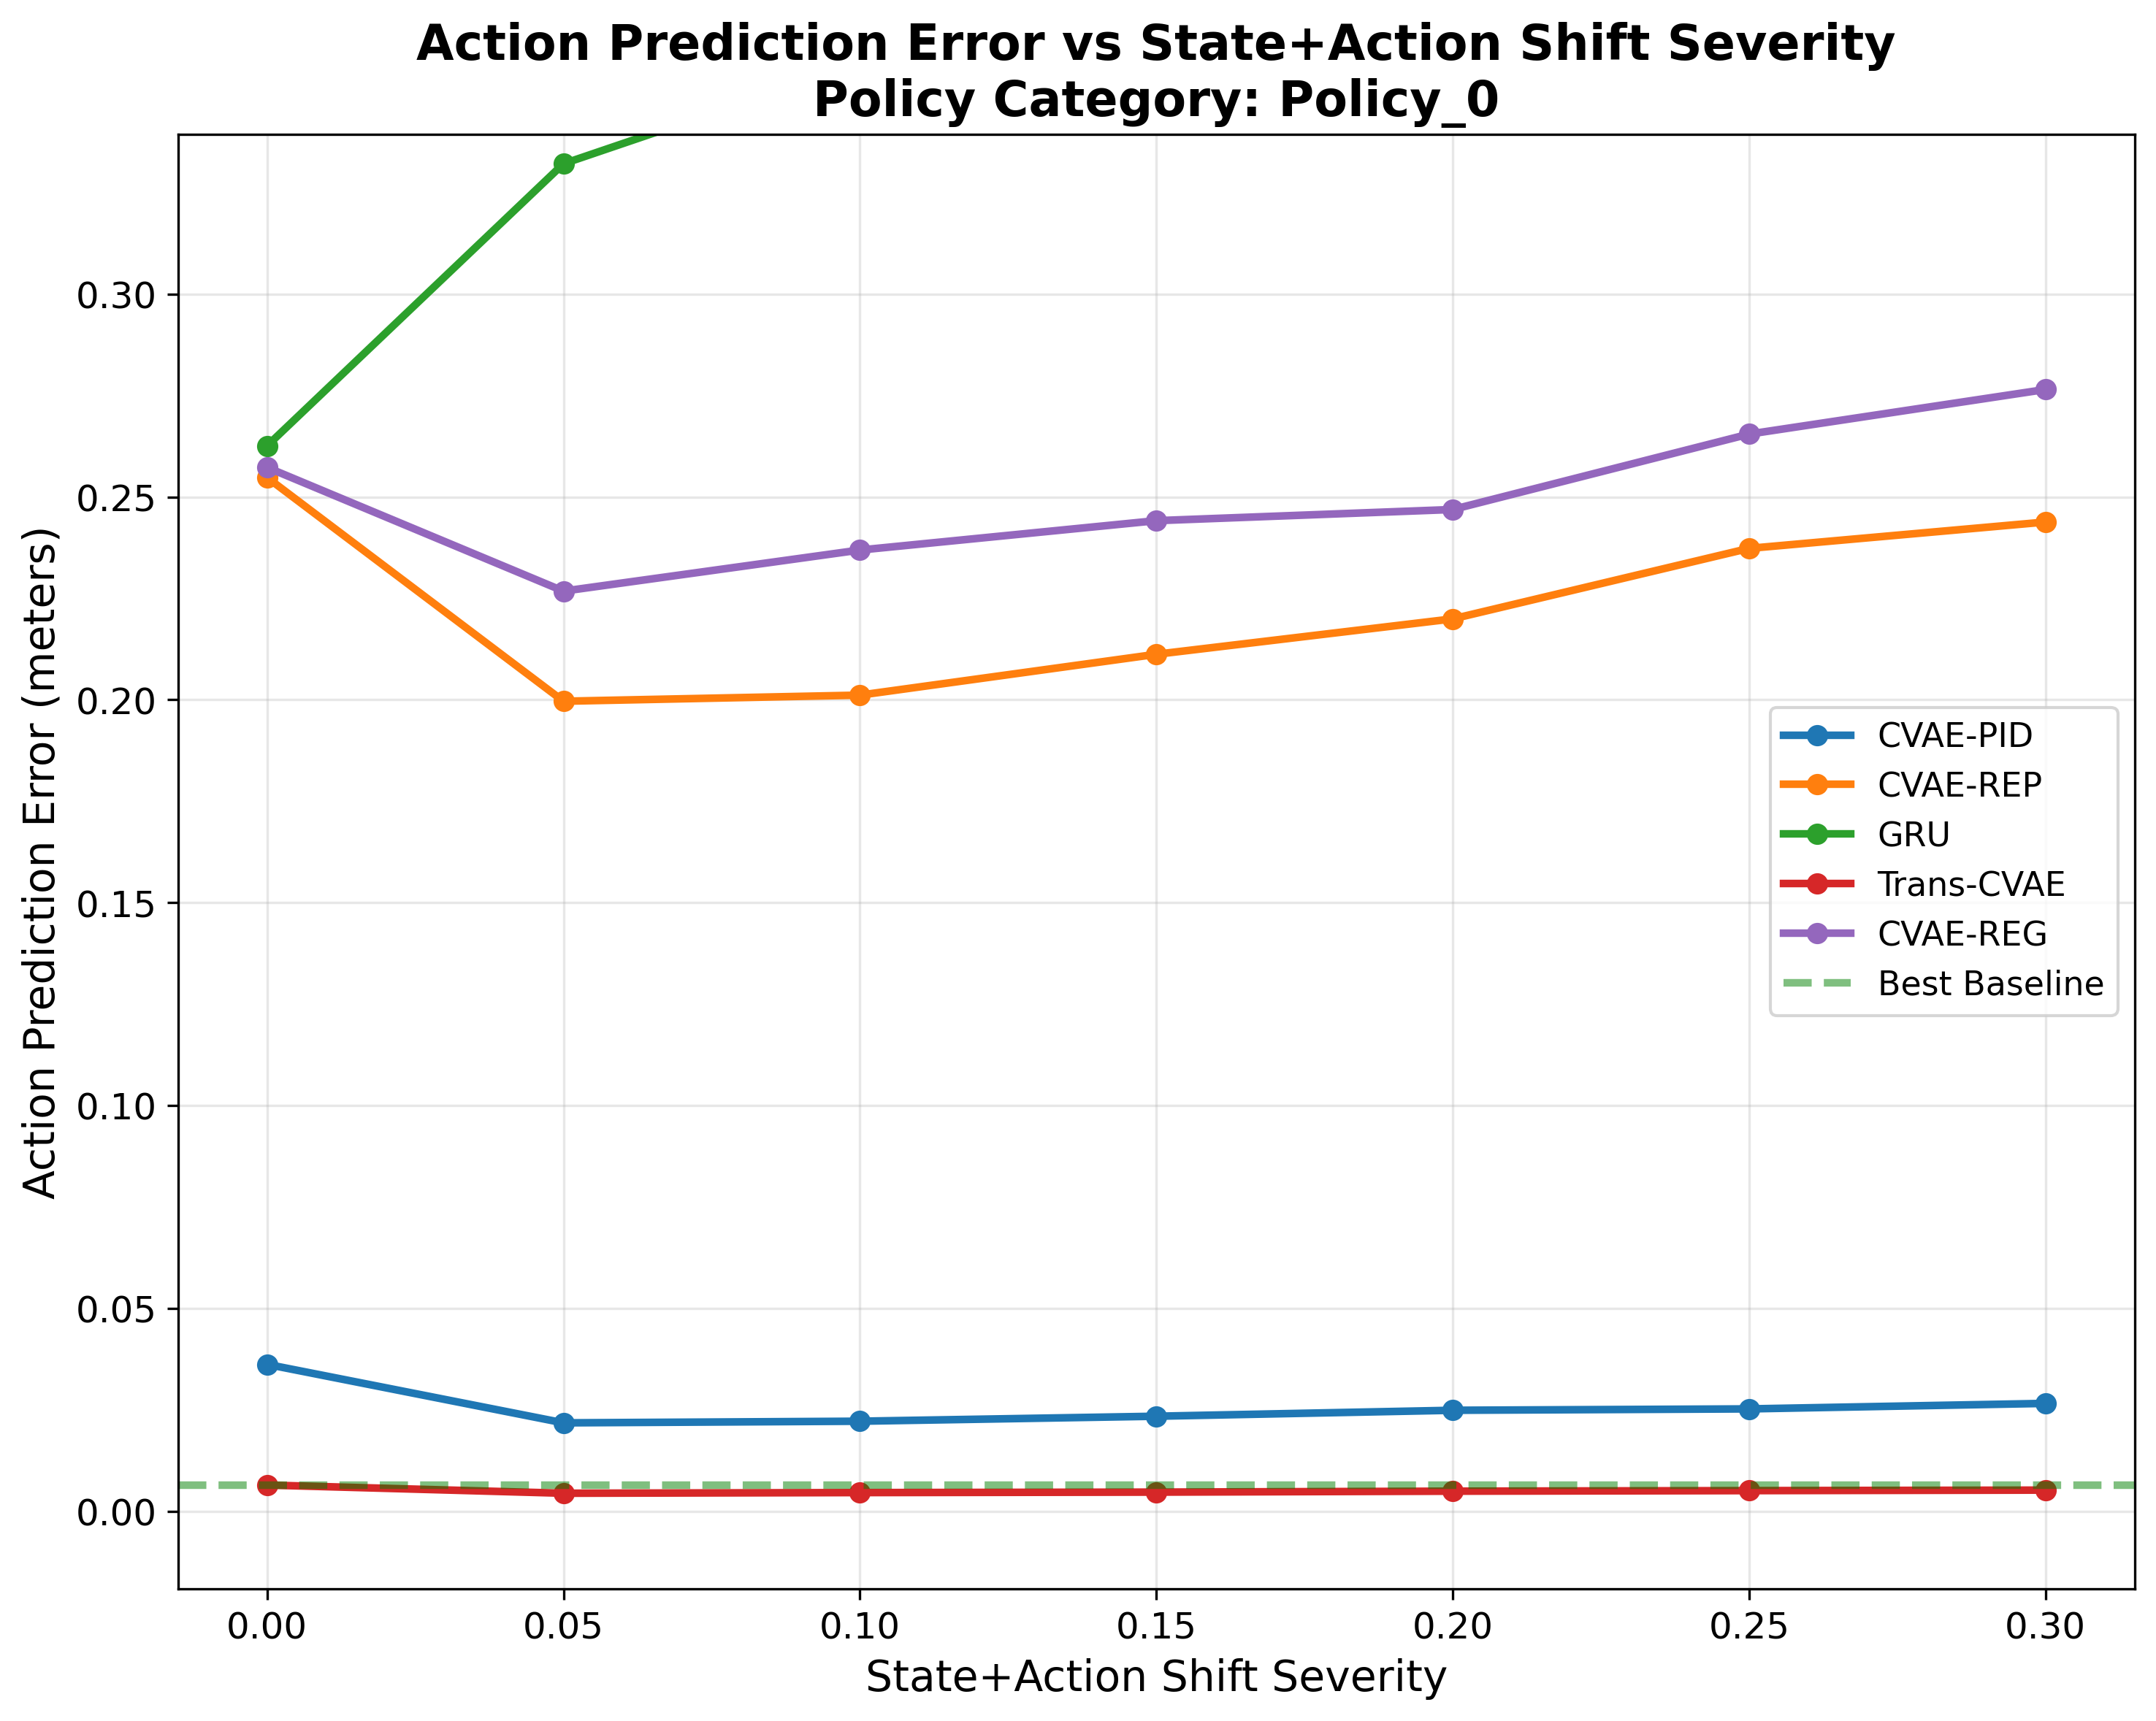 Action Prediction Error vs State+Action Shift Severity
Policy Category: Policy_0
Action Prediction Error (meters)
0.30
0.25
0.20
0.15
0.10
0.05
0.00
CVAE-PID
CVAE-REP
GRU
Trans-CVAE
CVAE-REG
Best Baseline
0.00 0.05 0.10 0.15 0.20 0.25 0.30
State+Action Shift Severity